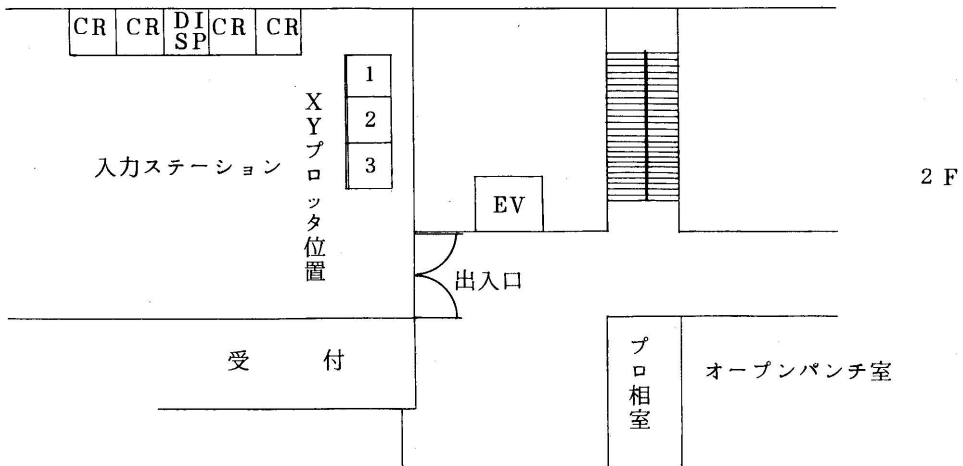 CR
CR
DI
SP
CR
CR
1
2
3
XYプロッタ位置
入力ステーション
2F
EV
出入口
受付
プロ相室
オープンパンチ室